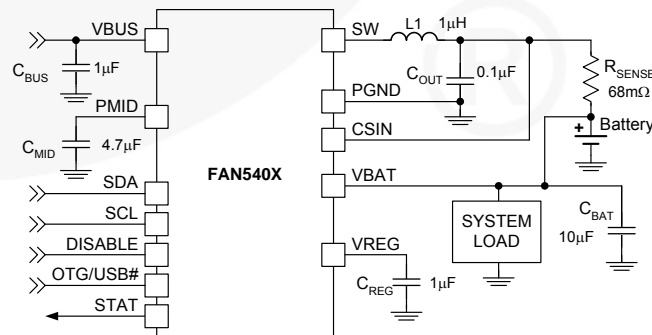 VBUS
C_BUS 1μF
PMID
C_MID 4.7μF
SDA
SCL
DISABLE
OTG/USB#
STAT
FAN540X
SW
L1 1μH
C_OUT 0.1μF
PGND
CSIN
VBAT
VREG
C_REG 1μF
R_SENSE
68mΩ
+ Battery
SYSTEM
LOAD
C_BAT
10μF
®